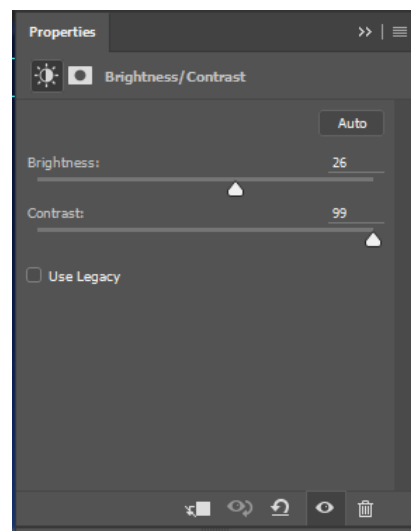 Properties
Brightness/Contrast
Auto
Brightness: 26
Contrast: 99
Use Legacy